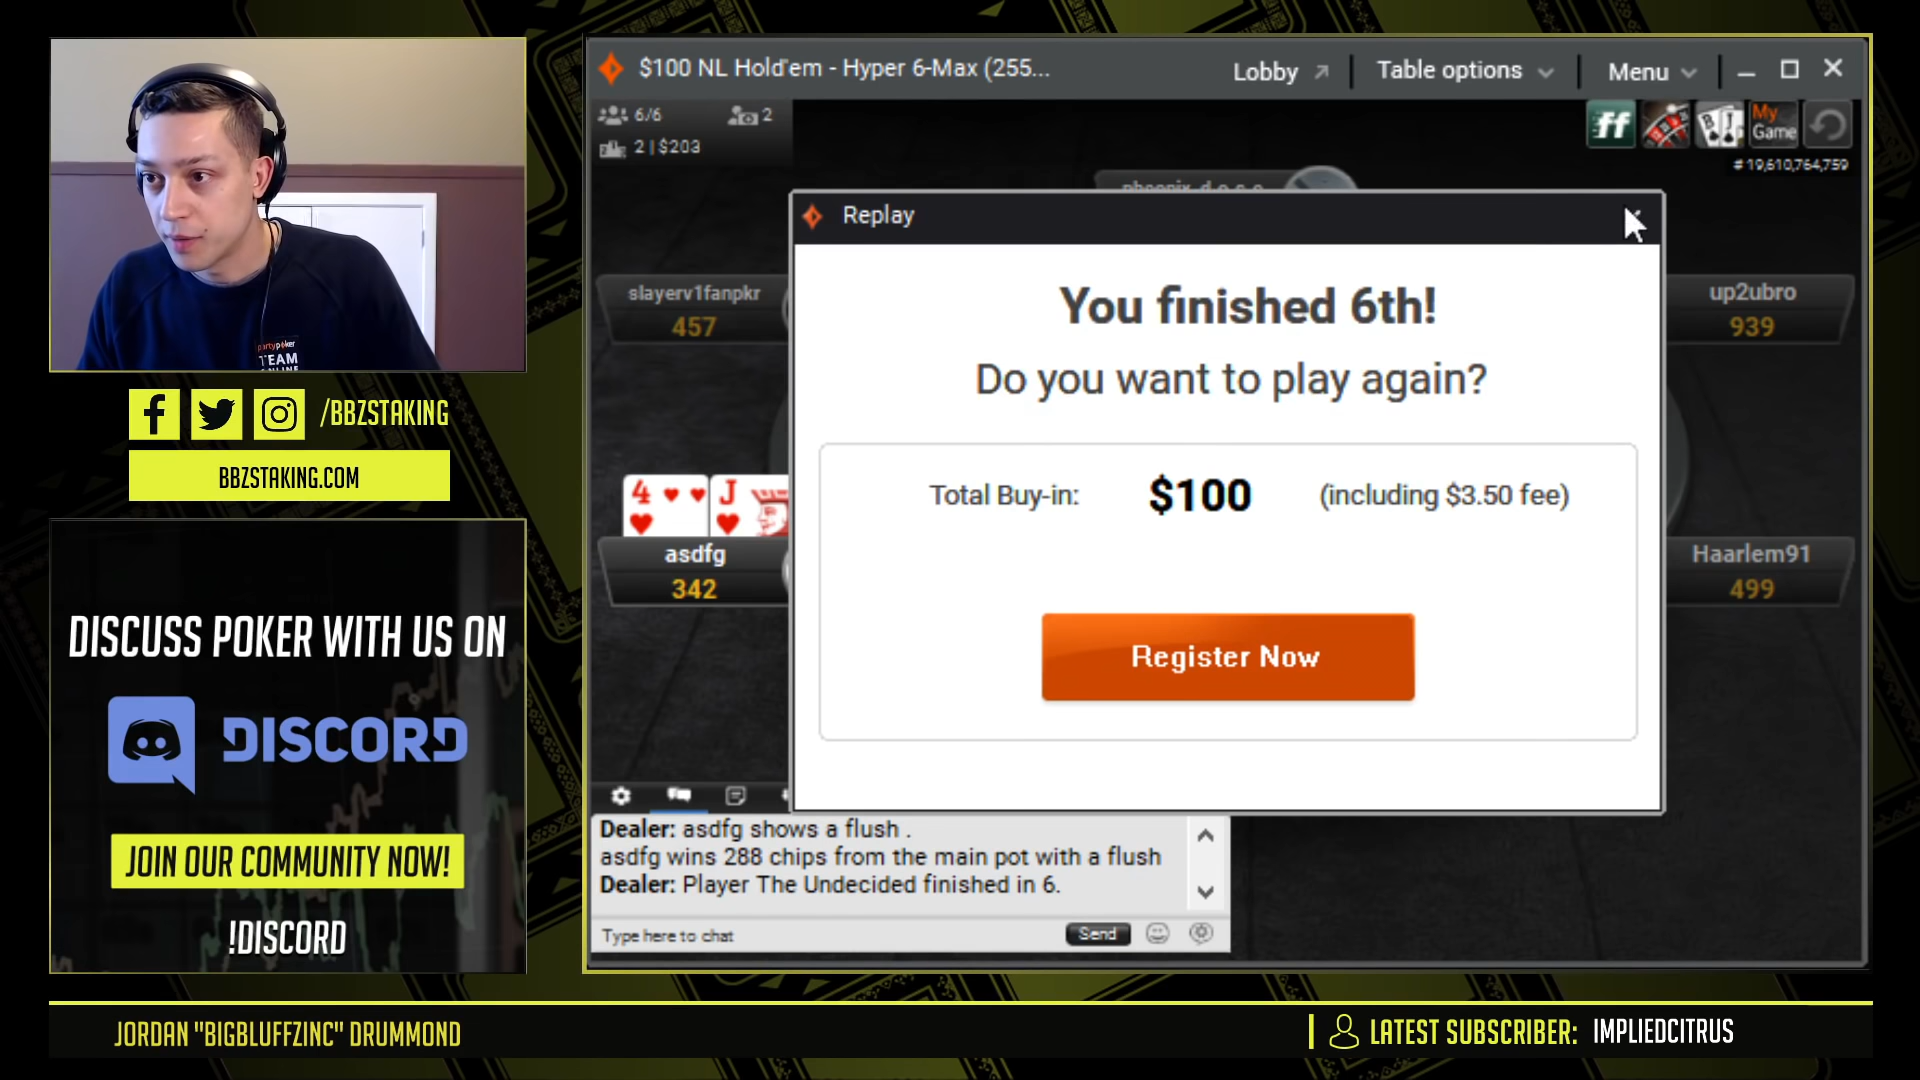 $100 NL Hold'em - Hyper 6-Max (255...
Lobby
Table options
Menu
6/6
2
2 | $203
ff
My
Game
# 19,610,764,759
Replay
You finished 6th!
Do you want to play again?
Total Buy-in: $100 (including $3.50 fee)
Register Now
slayerv1fanpkr
457
up2ubro
939
4 J
asdfg
342
Haarlem91
499
Dealer: asdfg shows a flush .
asdfg wins 288 chips from the main pot with a flush
Dealer: Player The Undecided finished in 6.
Type here to chat
Send
partypoker
TEAM
/BBZSTAKING
BBZSTAKING.COM
DISCUSS POKER WITH US ON
DISCORD
JOIN OUR COMMUNITY NOW!
!DISCORD
JORDAN "BIGBLUFFZINC" DRUMMOND
LATEST SUBSCRIBER: IMPLIEDCITRUS